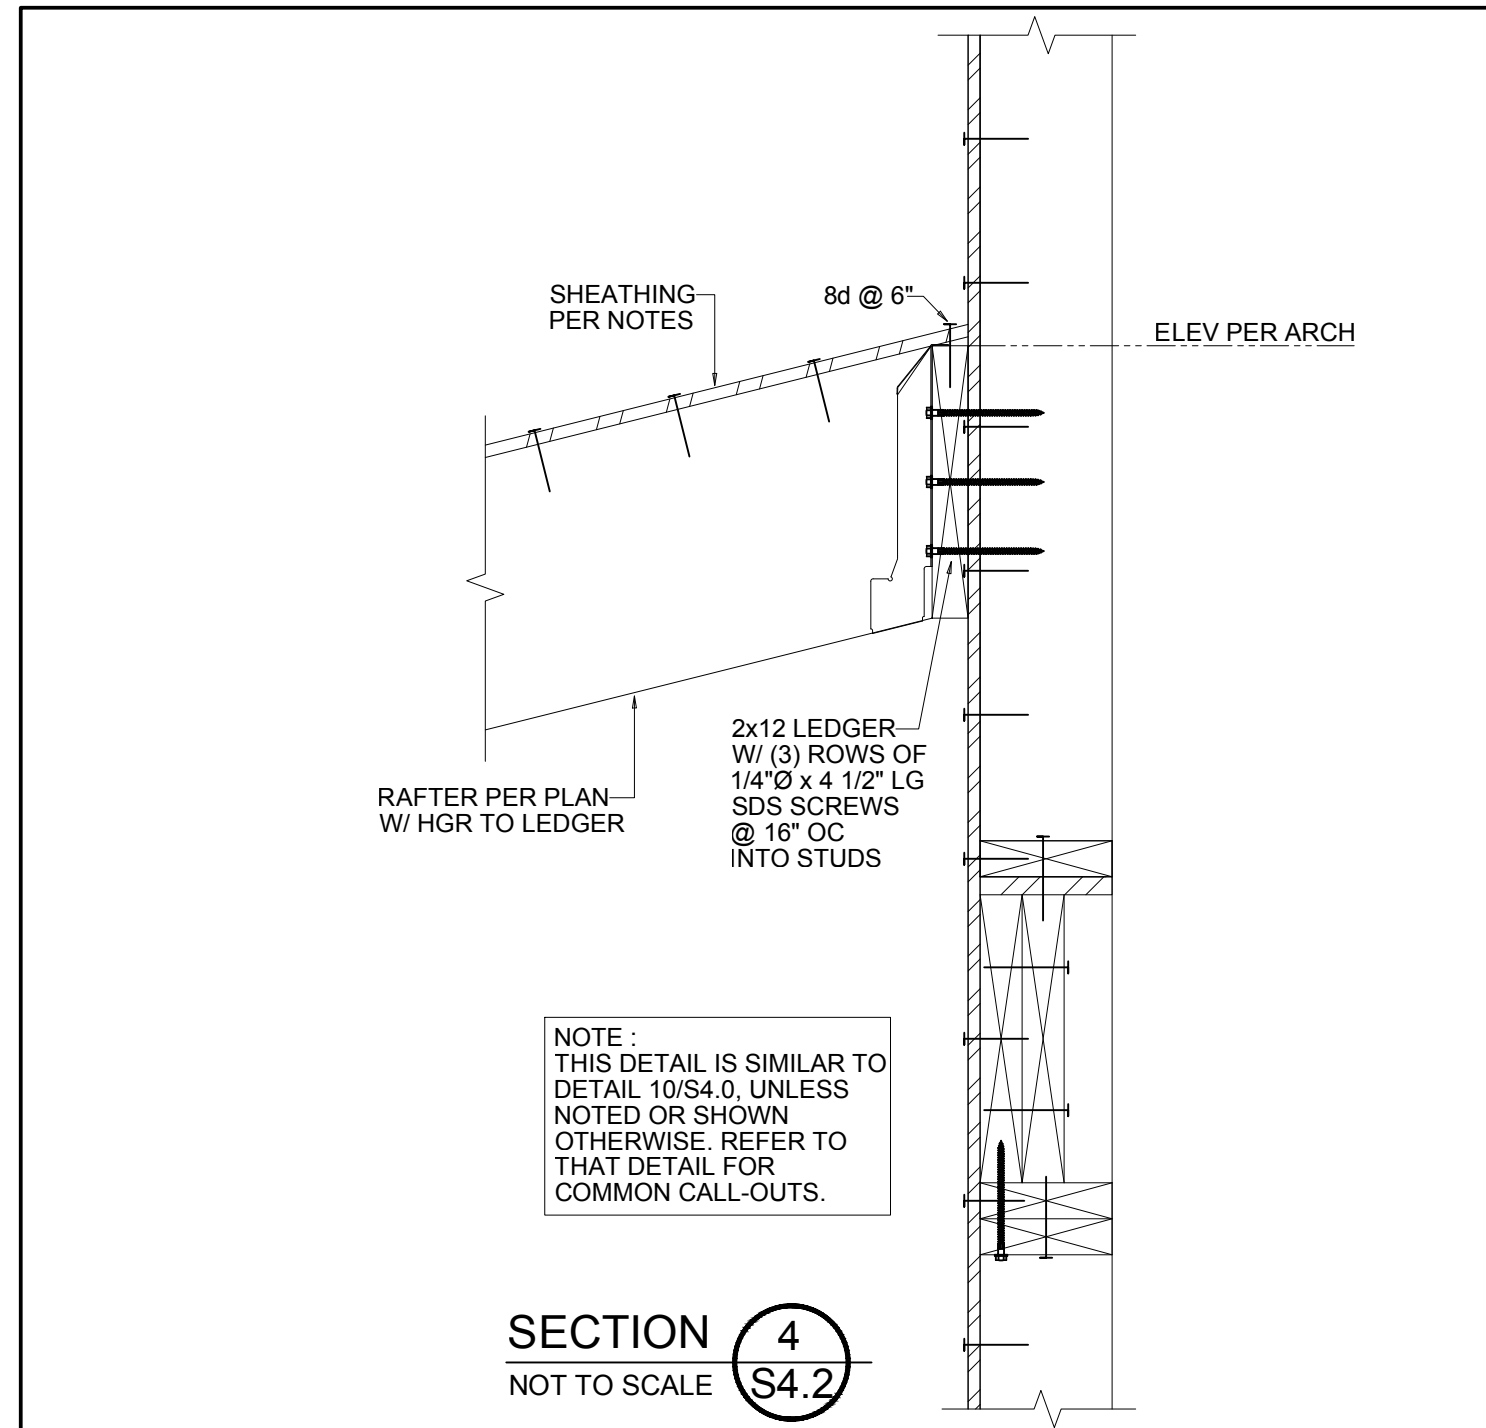 SHEATHING
PER NOTES
8d @ 6"
ELEV PER ARCH
RAFTER PER PLAN
W/ HGR TO LEDGER
2x12 LEDGER
W/ (3) ROWS OF
1/4"Ø x 4 1/2" LG
SDS SCREWS
@ 16" OC
INTO STUDS
NOTE :
THIS DETAIL IS SIMILAR TO
DETAIL 10/S4.0, UNLESS
NOTED OR SHOWN
OTHERWISE. REFER TO
THAT DETAIL FOR
COMMON CALL-OUTS.
SECTION
NOT TO SCALE
4
S4.2